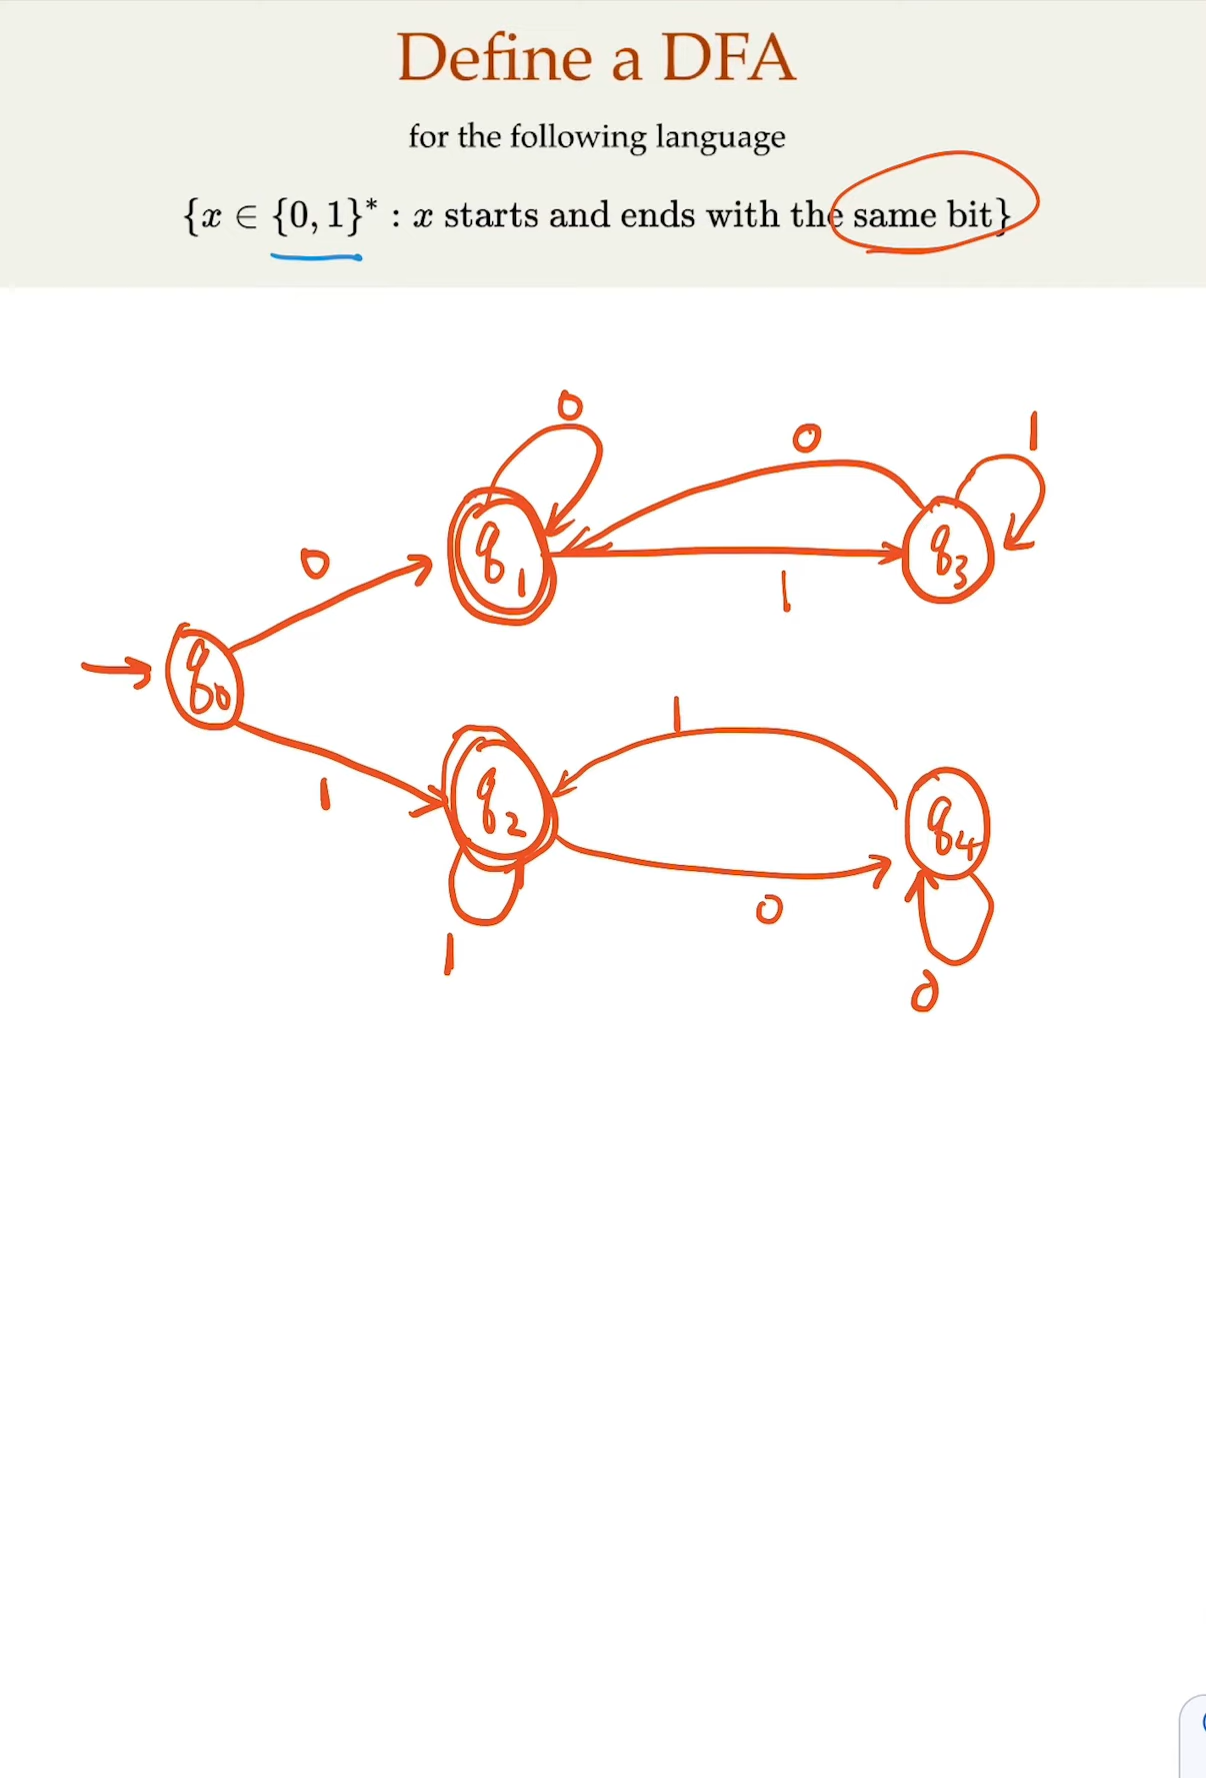 Define a DFA
for the following language
{x ∈ {0, 1}* : x starts and ends with the same bit}
0
0
1
0
q1
q3
1
q0
1
1
q2
q4
0
1
0